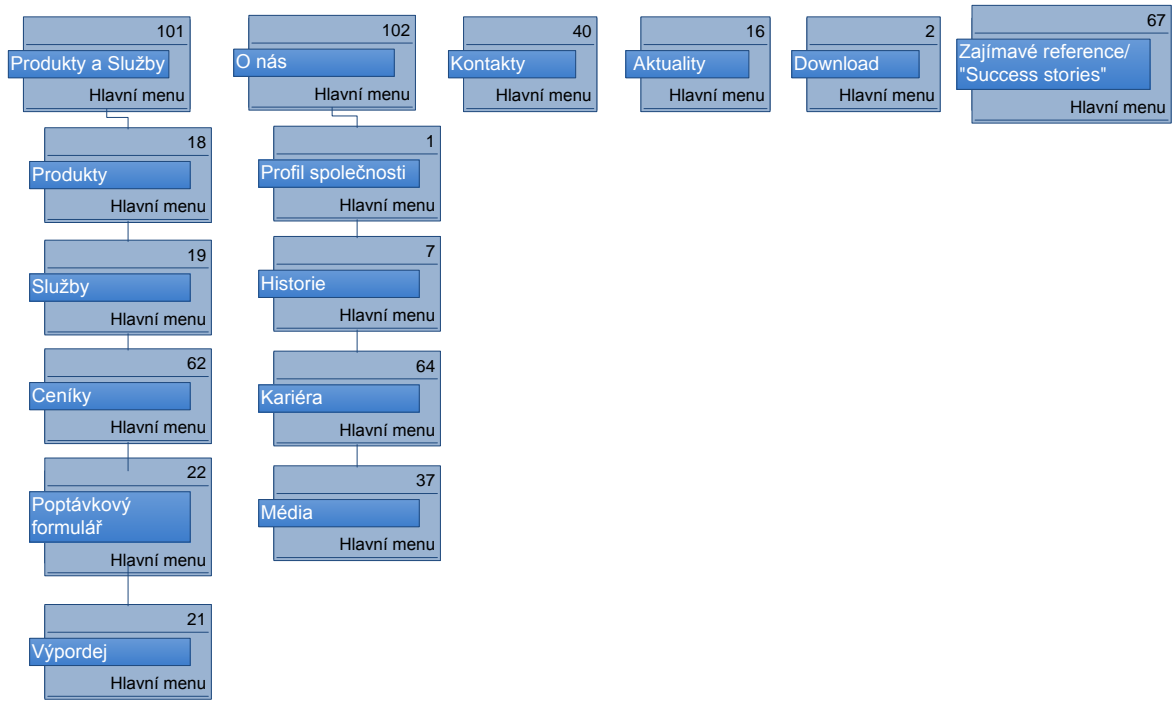 101
Produkty a Služby
Hlavní menu
18
Produkty
Hlavní menu
19
Služby
Hlavní menu
62
Ceníky
Hlavní menu
22
Poptávkový
formulář
Hlavní menu
21
Výpordej
Hlavní menu
102
O nás
Hlavní menu
1
Profil společnosti
Hlavní menu
7
Historie
Hlavní menu
64
Kariéra
Hlavní menu
37
Média
Hlavní menu
40
Kontakty
Hlavní menu
16
Aktuality
Hlavní menu
2
Download
Hlavní menu
67
Zajímavé reference/
"Success stories"
Hlavní menu